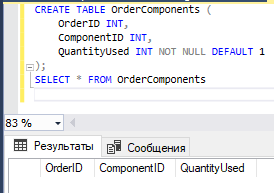 CREATE TABLE OrderComponents (
OrderID INT,
ComponentID INT,
QuantityUsed INT NOT NULL DEFAULT 1
);
SELECT * FROM OrderComponents
83 %
Результаты Сообщения
OrderID ComponentID QuantityUsed